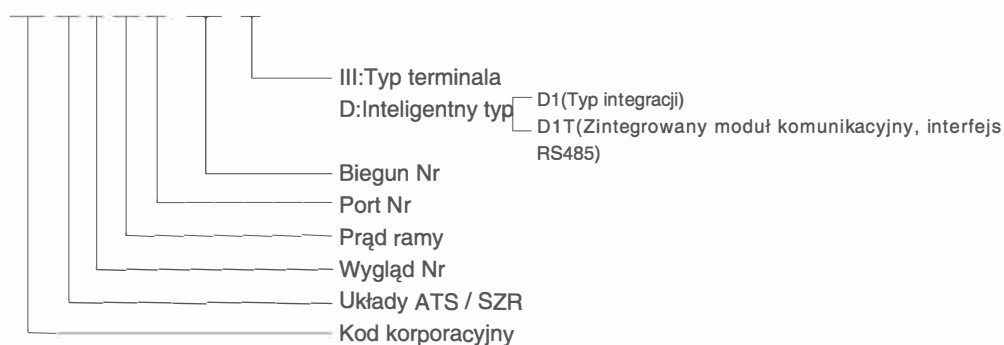 III:Typ terminala
D:Inteligentny typ
D1(Typ integracji)
D1T(Zintegrowany moduł komunikacyjny, interfejs
RS485)
Biegun Nr
Port Nr
Prąd ramy
Wygląd Nr
Układy ATS / SZR
Kod korporacyjny